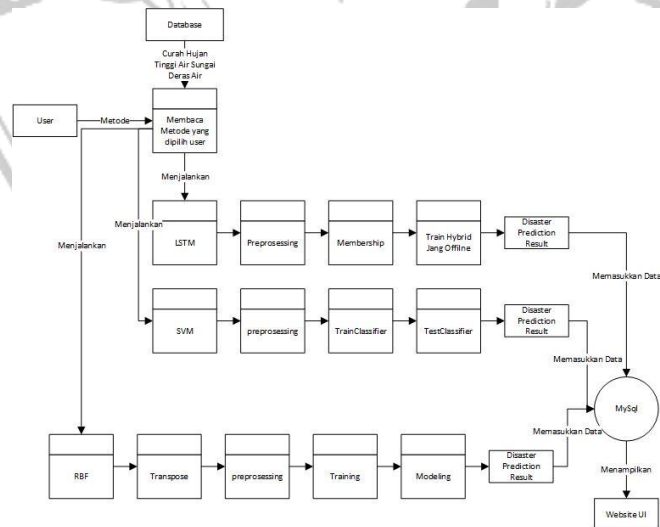 Database
Curah Hujan
Tinggi Air Sungai
Deras Air
User
Metode
Membaca
Metode yang
dipilih user
Menjalankan
Menjalankan
Menjalankan
LSTM
Preprosessing
Membership
Train Hybrid
Jang Offilne
Disaster
Prediction
Result
Memasukkan Data
SVM
preprosessing
TrainClassifier
TestClassifier
Disaster
Prediction
Result
Memasukkan Data
MySql
Memasukkan Data
RBF
Transpose
preprosessing
Training
Modeling
Disaster
Prediction
Result
Menampilkan
Website UI